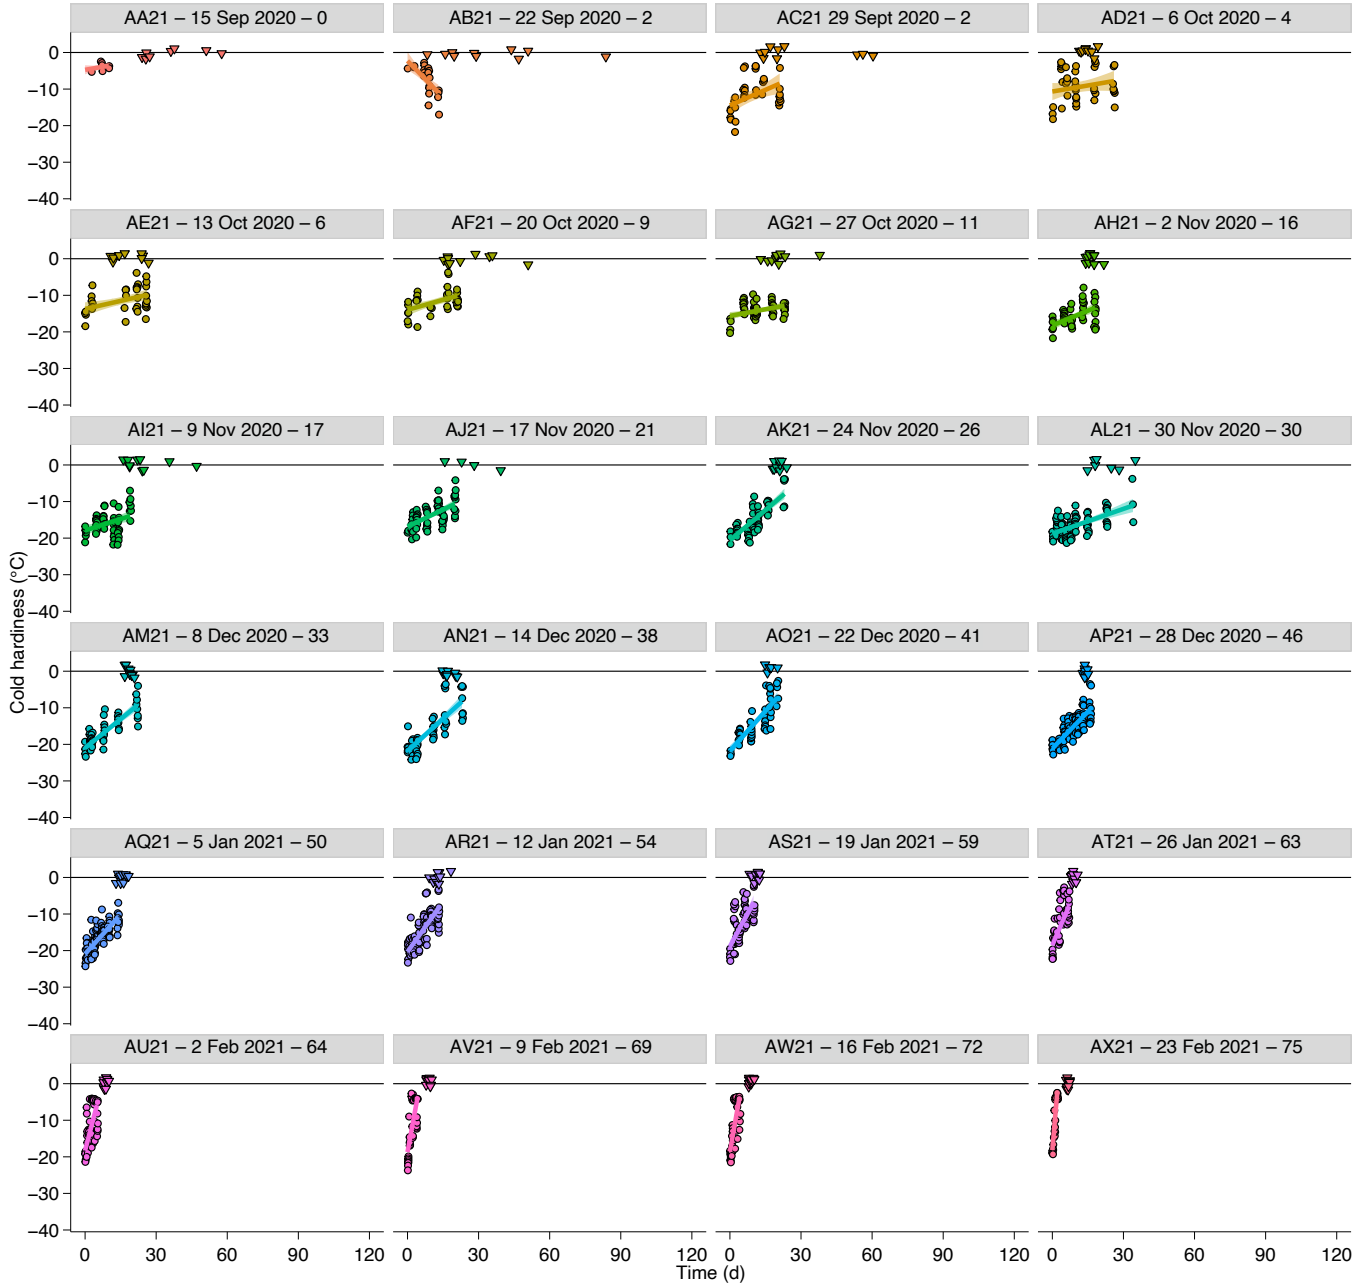 AA21 – 15 Sep 2020 – 0
AB21 – 22 Sep 2020 – 2
AC21 29 Sept 2020 – 2
AD21 – 6 Oct 2020 – 4
0
−10
−20
−30
−40
AE21 – 13 Oct 2020 – 6
AF21 – 20 Oct 2020 – 9
AG21 – 27 Oct 2020 – 11
AH21 – 2 Nov 2020 – 16
0
−10
−20
−30
−40
AI21 – 9 Nov 2020 – 17
AJ21 – 17 Nov 2020 – 21
AK21 – 24 Nov 2020 – 26
AL21 – 30 Nov 2020 – 30
0
−10
−20
−30
−40
Cold hardiness (°C)
AM21 – 8 Dec 2020 – 33
AN21 – 14 Dec 2020 – 38
AO21 – 22 Dec 2020 – 41
AP21 – 28 Dec 2020 – 46
0
−10
−20
−30
−40
AQ21 – 5 Jan 2021 – 50
AR21 – 12 Jan 2021 – 54
AS21 – 19 Jan 2021 – 59
AT21 – 26 Jan 2021 – 63
0
−10
−20
−30
−40
AU21 – 2 Feb 2021 – 64
AV21 – 9 Feb 2021 – 69
AW21 – 16 Feb 2021 – 72
AX21 – 23 Feb 2021 – 75
0
−10
−20
−30
−40
0 30 60 90 120
0 30 60 90 120
0 30 60 90 120
0 30 60 90 120
Time (d)